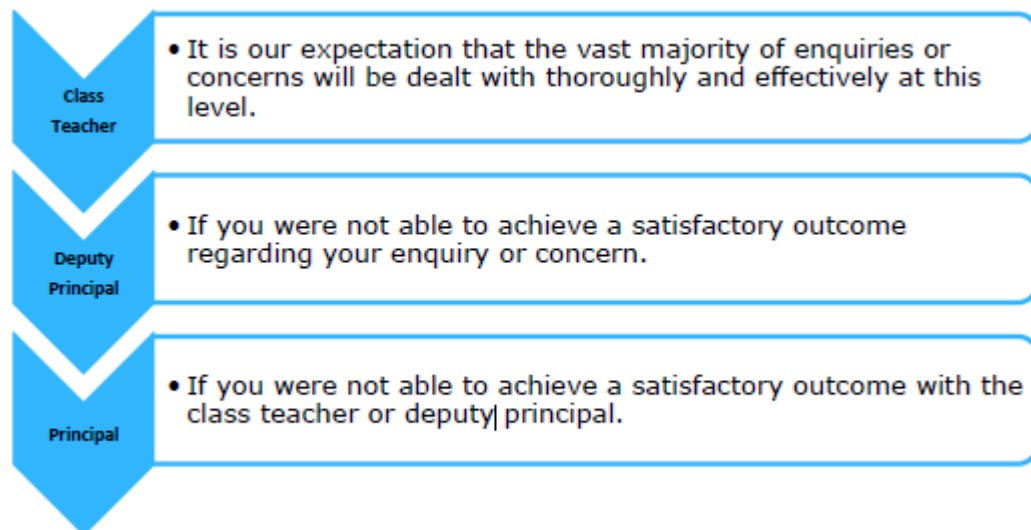 Class
Teacher
• It is our expectation that the vast majority of enquiries or
concerns will be dealt with thoroughly and effectively at this
level.
Deputy
Principal
• If you were not able to achieve a satisfactory outcome
regarding your enquiry or concern.
Principal
• If you were not able to achieve a satisfactory outcome with the
class teacher or deputy principal.